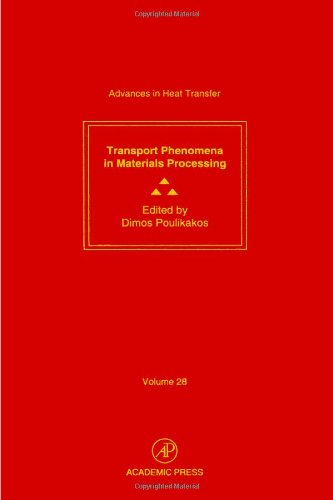 Advances in Heat Transfer
Transport Phenomena
in Materials Processing
Edited by
Dimos Poulikakos
Volume 28
AP
ACADEMIC PRESS